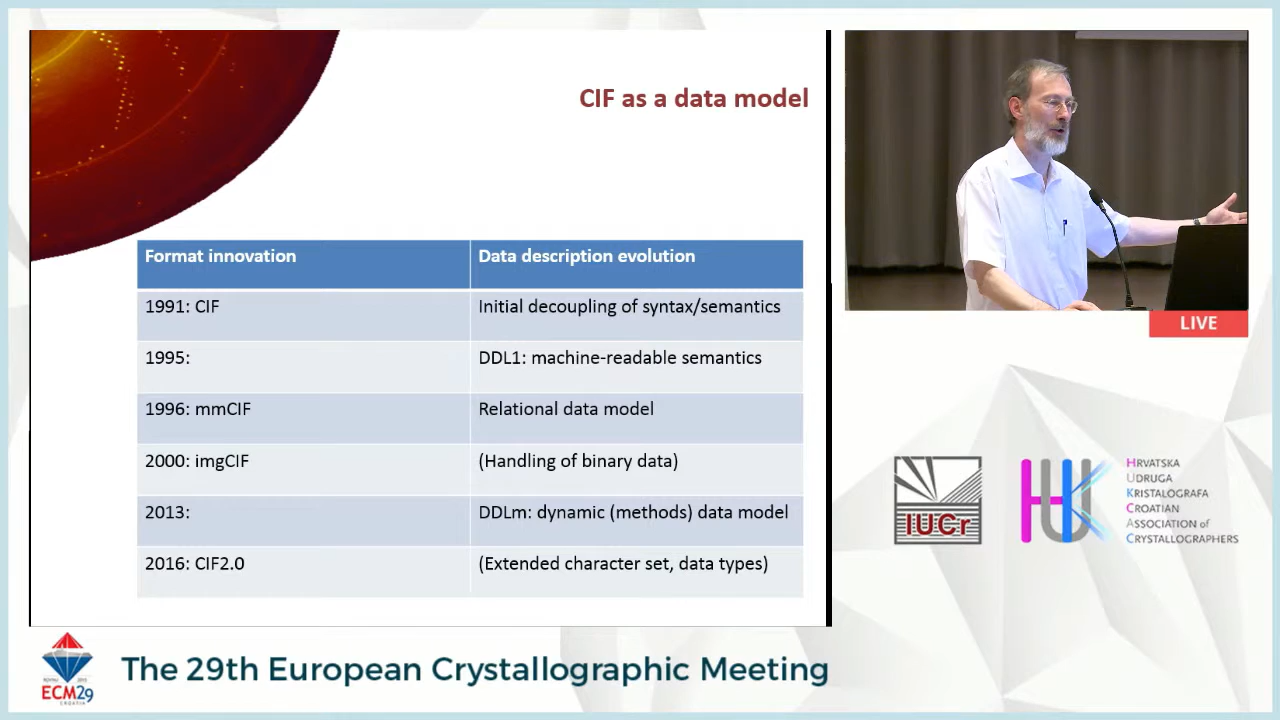 CIF as a data model
Format innovation
Data description evolution
1991: CIF
Initial decoupling of syntax/semantics
1995:
DDL1: machine-readable semantics
1996: mmCIF
Relational data model
2000: imgCIF
(Handling of binary data)
2013:
DDLm: dynamic (methods) data model
2016: CIF2.0
(Extended character set, data types)
LIVE
IUCr
HRVATSKA
UDRUGA
KRISTALOGRAFA
CROATIAN
ASSOCIATION of
CRYSTALLOGRAPHERS
ECM29
CROATIA
The 29th European Crystallographic Meeting